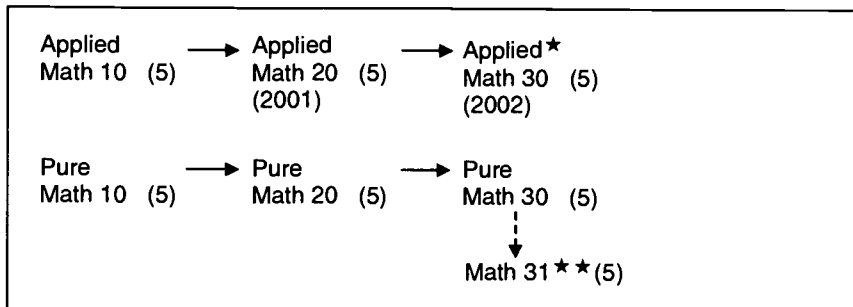 Applied Applied Applied★
Math 10 (5) Math 20 (5) Math 30 (5)
(2001) (2002)
Pure Pure Pure
Math 10 (5) Math 20 (5) Math 30 (5)
Math 31★★(5)